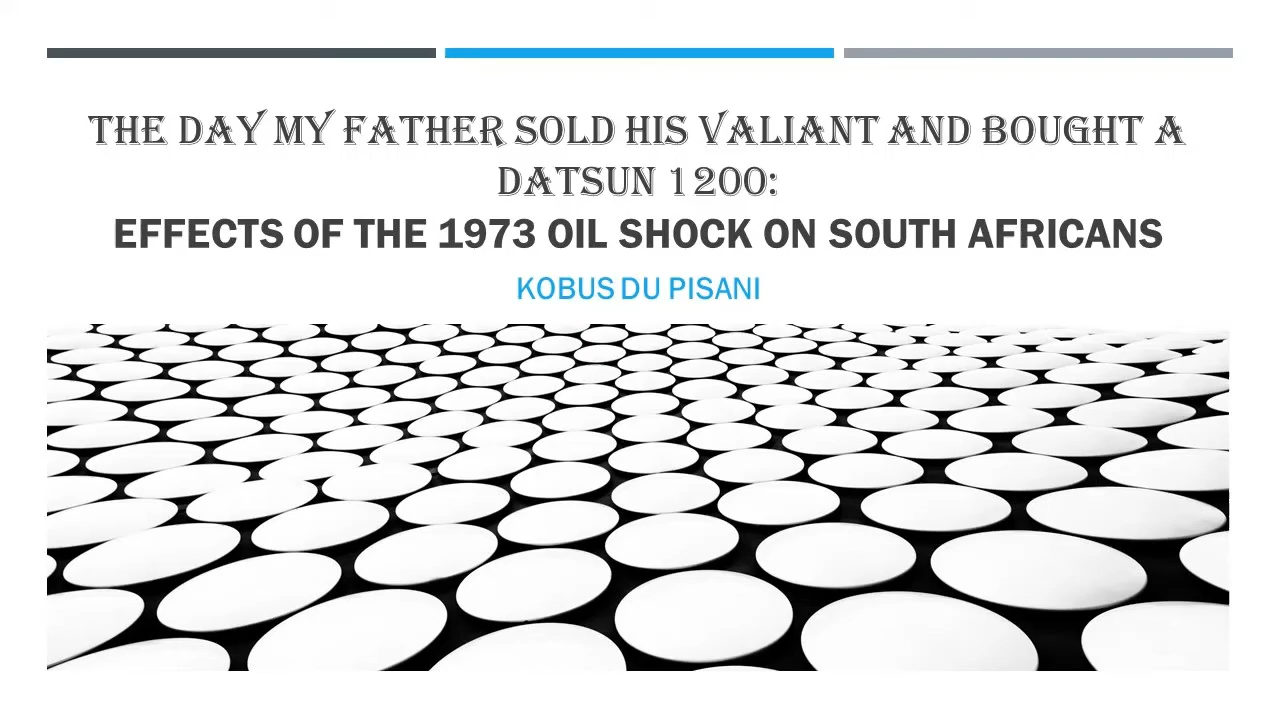 THE DAY MY FATHER SOLD HIS VALIANT AND BOUGHT A
DATSUN 1200:
EFFECTS OF THE 1973 OIL SHOCK ON SOUTH AFRICANS
KOBUS DU PISANI